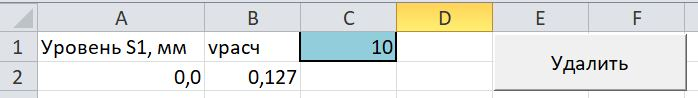 A B C D E F
1 Уровень S1, мм vрасч 10
2 0,0 0,127
Удалить